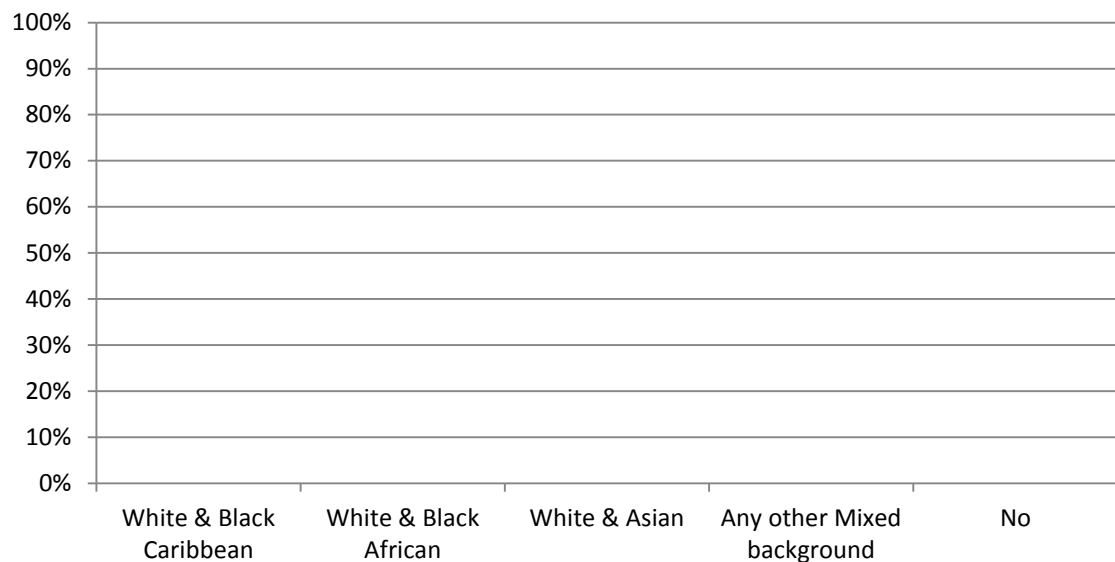 100%
90%
80%
70%
60%
50%
40%
30%
20%
10%
0%
White & Black
Caribbean
White & Black
African
White & Asian
Any other Mixed
background
No